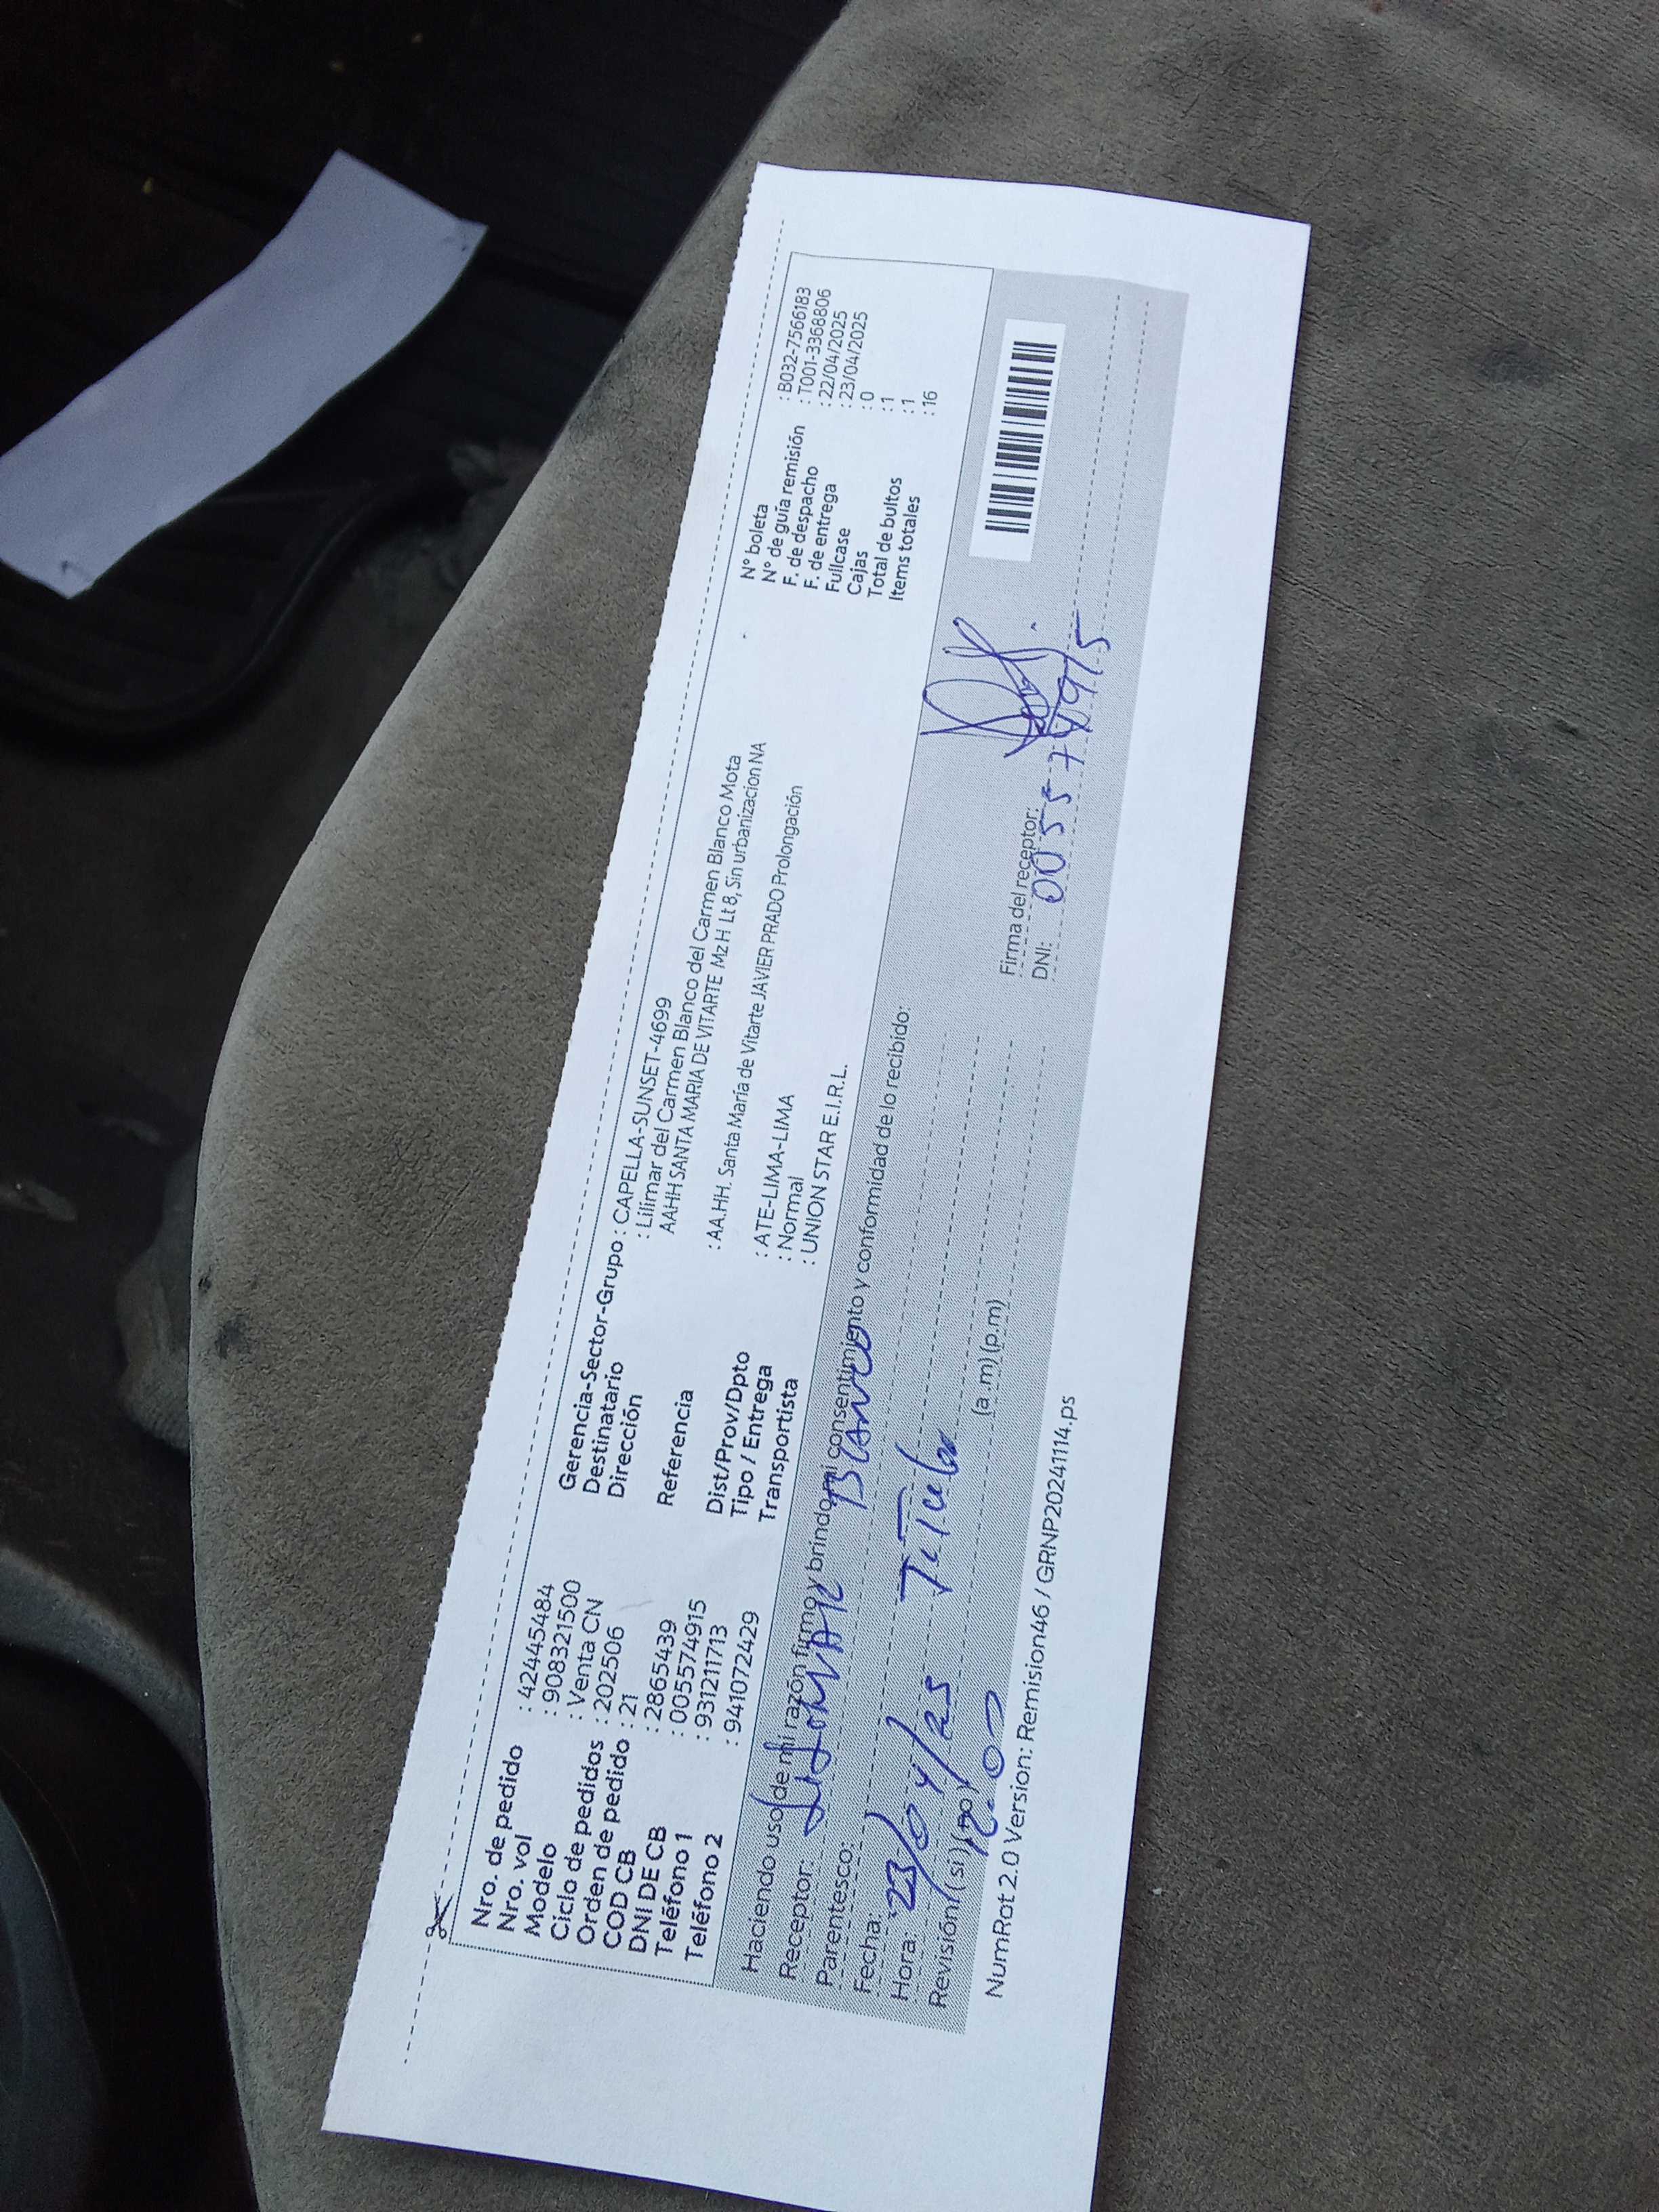 Nro. de pedido : 424445484
Nro. vol : 9083221500
Modelo : Venta CN
Ciclo de pedidos : 202506
Orden de pedido : 21
COD CB : 2865439
DNI DE CB : 005574915
Teléfono 1 : 931211713
Teléfono 2 : 941072429
Gerencia-Sector-Grupo : CAPELLA-SUNSET-4699
Destinatario : Lilimar del Carmen Blanco del Carmen Blanco Mota
Dirección AAHH SANTA MARIA DE VITARTE Mz H Lt 8, Sin urbanizacion NA
Referencia : AA.HH. Santa María de Vitarte JAVIER PRADO Prolongación
Dist/Prov/Dpto : ATE-LIMA-LIMA
Tipo / Entrega : Normal
Transportista : UNION STAR E.I.R.L.
N° boleta : B032-7566183
N° de guía remisión : T001-3368806
F. de despacho : 22/04/2025
F. de entrega : 23/04/2025
Fullcase : 0
Cajas : 1
Total de bultos : 1
Items totales : 16
Haciendo uso de mi razón firmo y brindo mi consentimiento y conformidad de lo recibido:
Receptor: Blanco
Parentesco: Titular
Fecha: 23/04/25
Hora: 12:00 (a.m) (p.m)
Revisión (si) (no)
Firma del receptor:
DNI: 005574915
NumRot 2.0 Version: Remision46 / GRNP20241114.ps